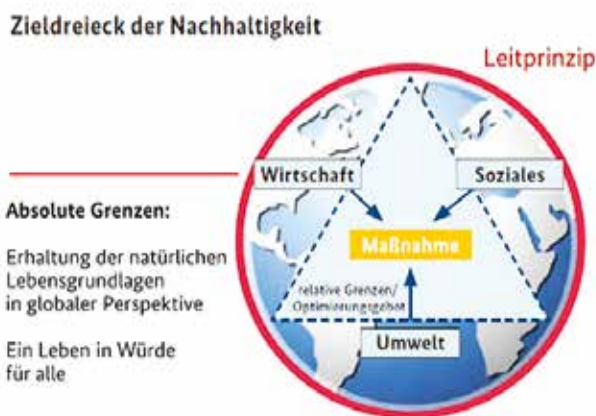 Zieldreieck der Nachhaltigkeit
Leitprinzip
Wirtschaft
Soziales
Absolute Grenzen:
Erhaltung der natürlichen
Lebensgrundlagen
in globaler Perspektive
Ein Leben in Würde
für alle
Maßnahme
relative Grenzen/
Optimierungsgebot
Umwelt